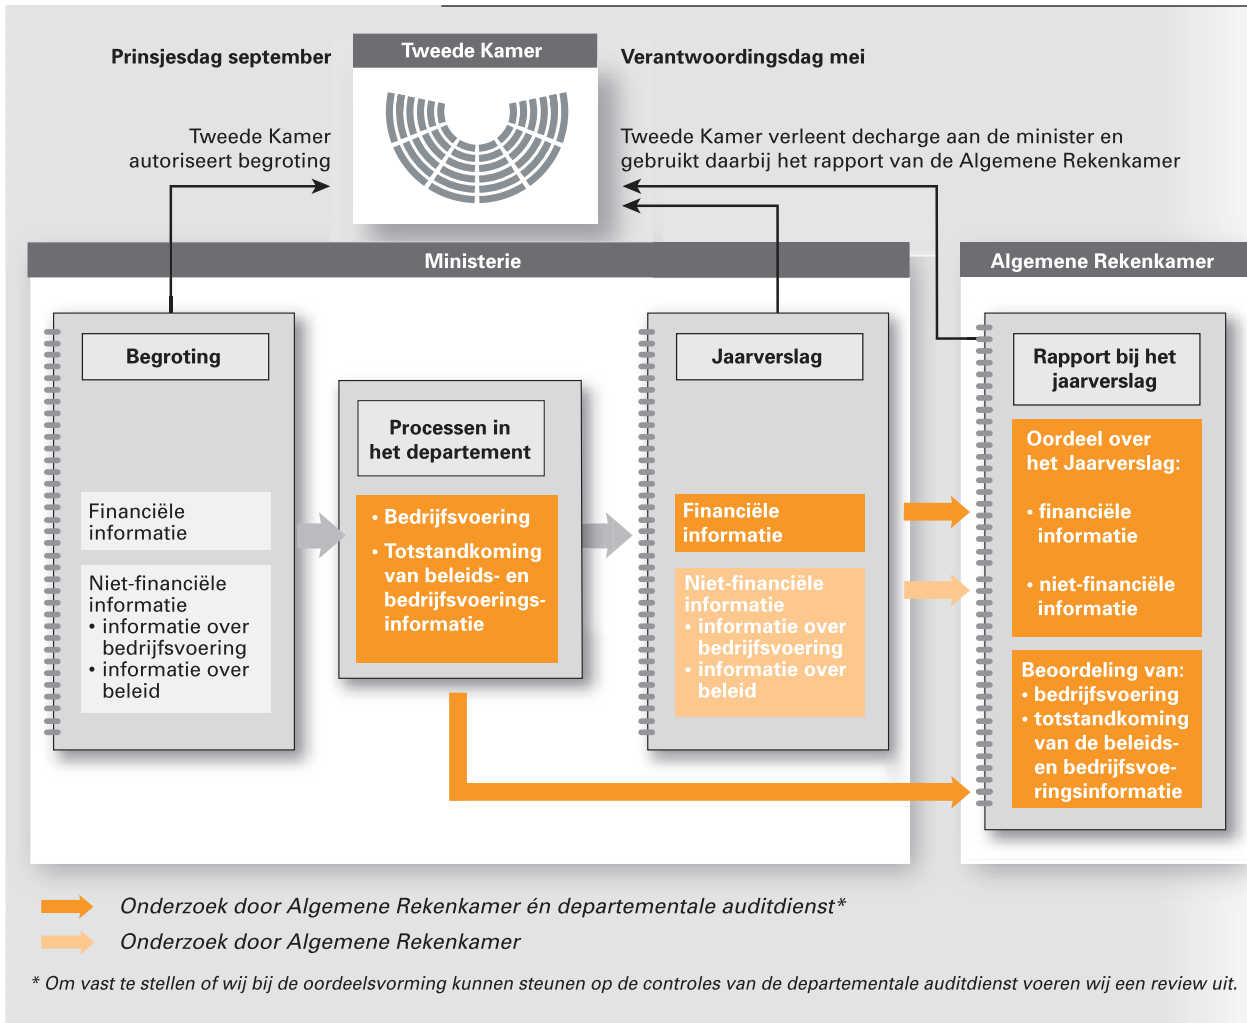 Prinsjesdag september
Tweede Kamer
Verantwoordingsdag mei
Tweede Kamer
autoriseert begroting
Tweede Kamer verleent decharge aan de minister en
gebruikt daarbij het rapport van de Algemene Rekenkamer
Ministerie
Algemene Rekenkamer
Begroting
Financiële
informatie
Niet-financiële
informatie
• informatie over
bedrijfsvoering
• informatie over
beleid
Processen in
het departement
• Bedrijfsvoering
• Totstandkoming
van beleids- en
bedrijfsvoerings-
informatie
Jaarverslag
Financiële
informatie
Niet-financiële
informatie
• informatie over
bedrijfsvoering
• informatie over
beleid
Rapport bij het
jaarverslag
Oordeel over
het Jaarverslag:
• financiële
informatie
• niet-financiële
informatie
Beoordeling van:
• bedrijfsvoering
• totstandkoming
van de beleids-
en bedrijfsvoe-
ringsinformatie
Onderzoek door Algemene Rekenkamer én departementale auditdienst*
Onderzoek door Algemene Rekenkamer
* Om vast te stellen of wij bij de oordeelsvorming kunnen steunen op de controles van de departementale auditdienst voeren wij een review uit.